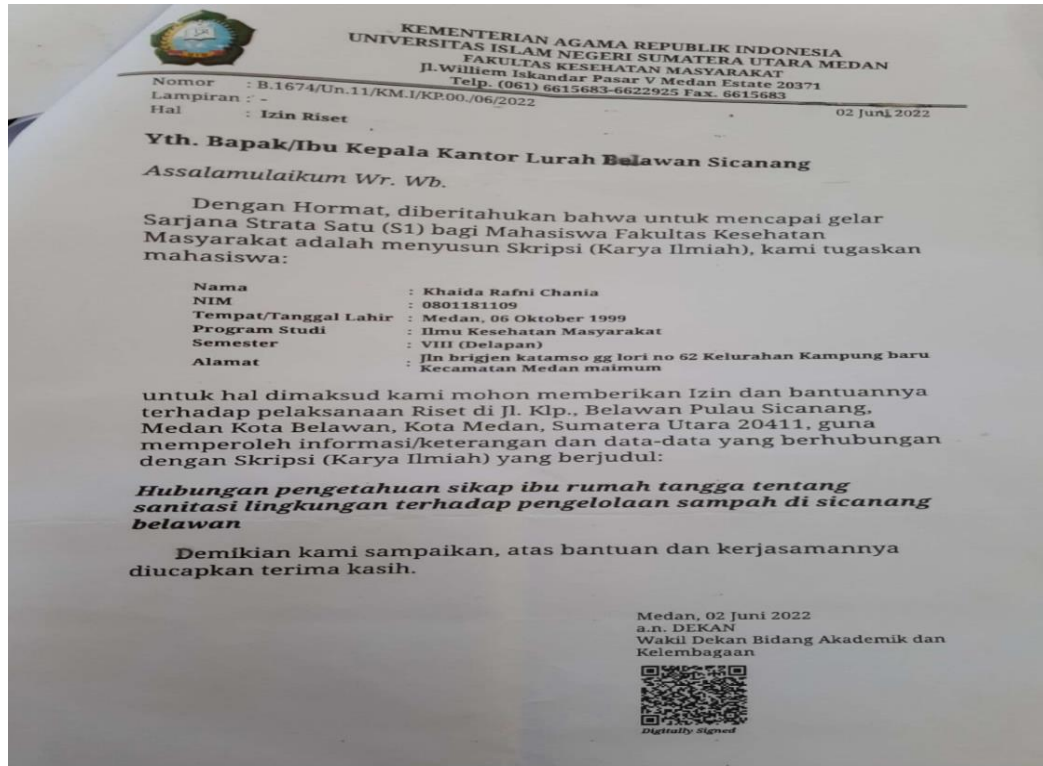 KEMENTERIAN AGAMA REPUBLIK INDONESIA
UNIVERSITAS ISLAM NEGERI SUMATERA UTARA MEDAN
FAKULTAS KESEHATAN MASYARAKAT
Jl.Williem Iskandar Pasar V Medan Estate 20371
Telp. (061) 6615683-6622925 Fax. 6615683
Nomor : B.1674/Un.11/KM.I/KP.00./06/2022
02 Juni 2022
Lampiran : -
Hal : Izin Riset
Yth. Bapak/Ibu Kepala Kantor Lurah Belawan Sicanang
Assalamulaikum Wr. Wb.
Dengan Hormat, diberitahukan bahwa untuk mencapai gelar
Sarjana Strata Satu (S1) bagi Mahasiswa Fakultas Kesehatan
Masyarakat adalah menyusun Skripsi (Karya Ilmiah), kami tugaskan
mahasiswa:
Nama : Khaida Rafni Chania
NIM : 0801181109
Tempat/Tanggal Lahir : Medan, 06 Oktober 1999
Program Studi : Ilmu Kesehatan Masyarakat
Semester : VIII (Delapan)
Alamat : Jln brigjen katamso gg lori no 62 Kelurahan Kampung baru
Kecamatan Medan maimum
untuk hal dimaksud kami mohon memberikan Izin dan bantuannya
terhadap pelaksanaan Riset di Jl. Klp., Belawan Pulau Sicanang,
Medan Kota Belawan, Kota Medan, Sumatera Utara 20411, guna
memperoleh informasi/keterangan dan data-data yang berhubungan
dengan Skripsi (Karya Ilmiah) yang berjudul:
Hubungan pengetahuan sikap ibu rumah tangga tentang
sanitasi lingkungan terhadap pengelolaan sampah di sicanang
belawan
Demikian kami sampaikan, atas bantuan dan kerjasamannya
diucapkan terima kasih.
Medan, 02 Juni 2022
a.n. DEKAN
Wakil Dekan Bidang Akademik dan
Kelembagaan
Digitally Signed